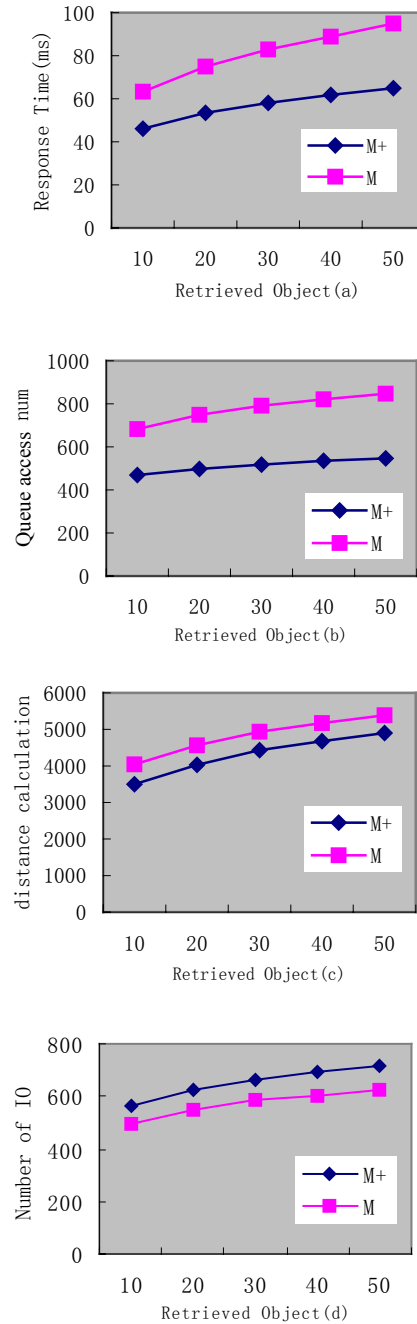 Response Time(ms)
100
80
60
40
20
0
M+
M
10 20 30 40 50
Retrieved Object(a)
Queue access num
1000
800
600
400
200
0
M+
M
10 20 30 40 50
Retrieved Object(b)
distance calculation
6000
5000
4000
3000
2000
1000
0
M+
M
10 20 30 40 50
Retrieved Object(c)
Number of IO
800
600
400
200
0
M+
M
10 20 30 40 50
Retrieved Object(d)